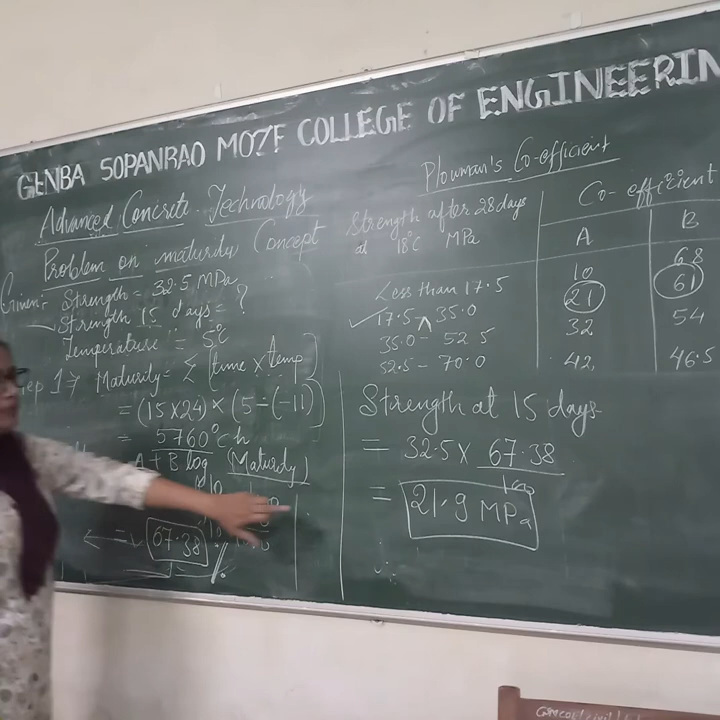 GENBA SOPANRAO MOZE COLLEGE OF ENGINEERIN
Advanced Concrete Technology
Problem on maturity Concept
Given:- Strength = 32.5 MPa
Strength 15 days = ?
Temperature = 5°C
Step 1 ⇒ Maturity = Σ [time × temp]
= (15×24) × (5-(-11))
= 5760°C h
A + B log (Maturity)
= 67.38 %
Plowman's Co-efficient
Strength after 28 days
at 18°C MPa
Co-efficient
A B
Less than 17.5 10 68
17.5 - 35.0 21 61
35.0 - 52.5 32 54
52.5 - 70.0 42 46.5
Strength at 15 days
= 32.5 × 67.38
100
= 21.9 MPa
∴